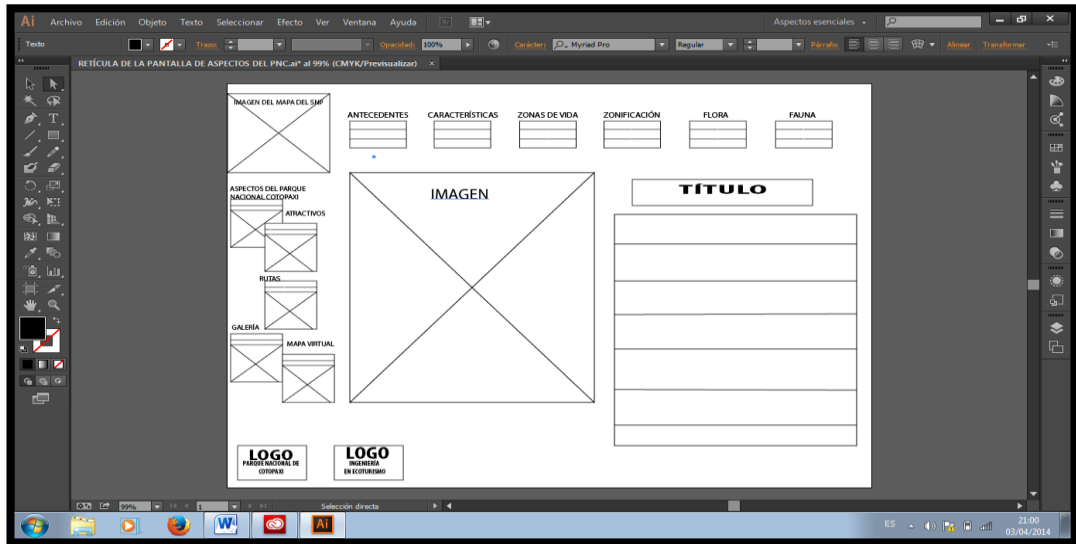 Ai Archivo Edición Objeto Texto Seleccionar Efecto Ver Ventana Ayuda Br Aspectos esenciales
Texto Trazo: Opacidad: 100% Carácter: Myriad Pro Regular Párrafo: Alinear Transformar
RETÍCULA DE LA PANTALLA DE ASPECTOS DEL PNC.ai* al 99% (CMYK/Previsualizar) ×
IMAGEN DEL MAPA DEL SNP
ANTECEDENTES CARACTERÍSTICAS ZONAS DE VIDA ZONIFICACIÓN FLORA FAUNA
IMAGEN
TÍTULO
ASPECTOS DEL PARQUE
NACIONAL COTOPAXI
ATRACTIVOS
RUTAS
GALERÍA
MAPA VIRTUAL
LOGO
PARQUE NACIONAL DE
COTOPAXI
LOGO
INGENIERÍA
EN ECOTURISMO
99% 1 Selección directa
W Ai ES 21:00
03/04/2014